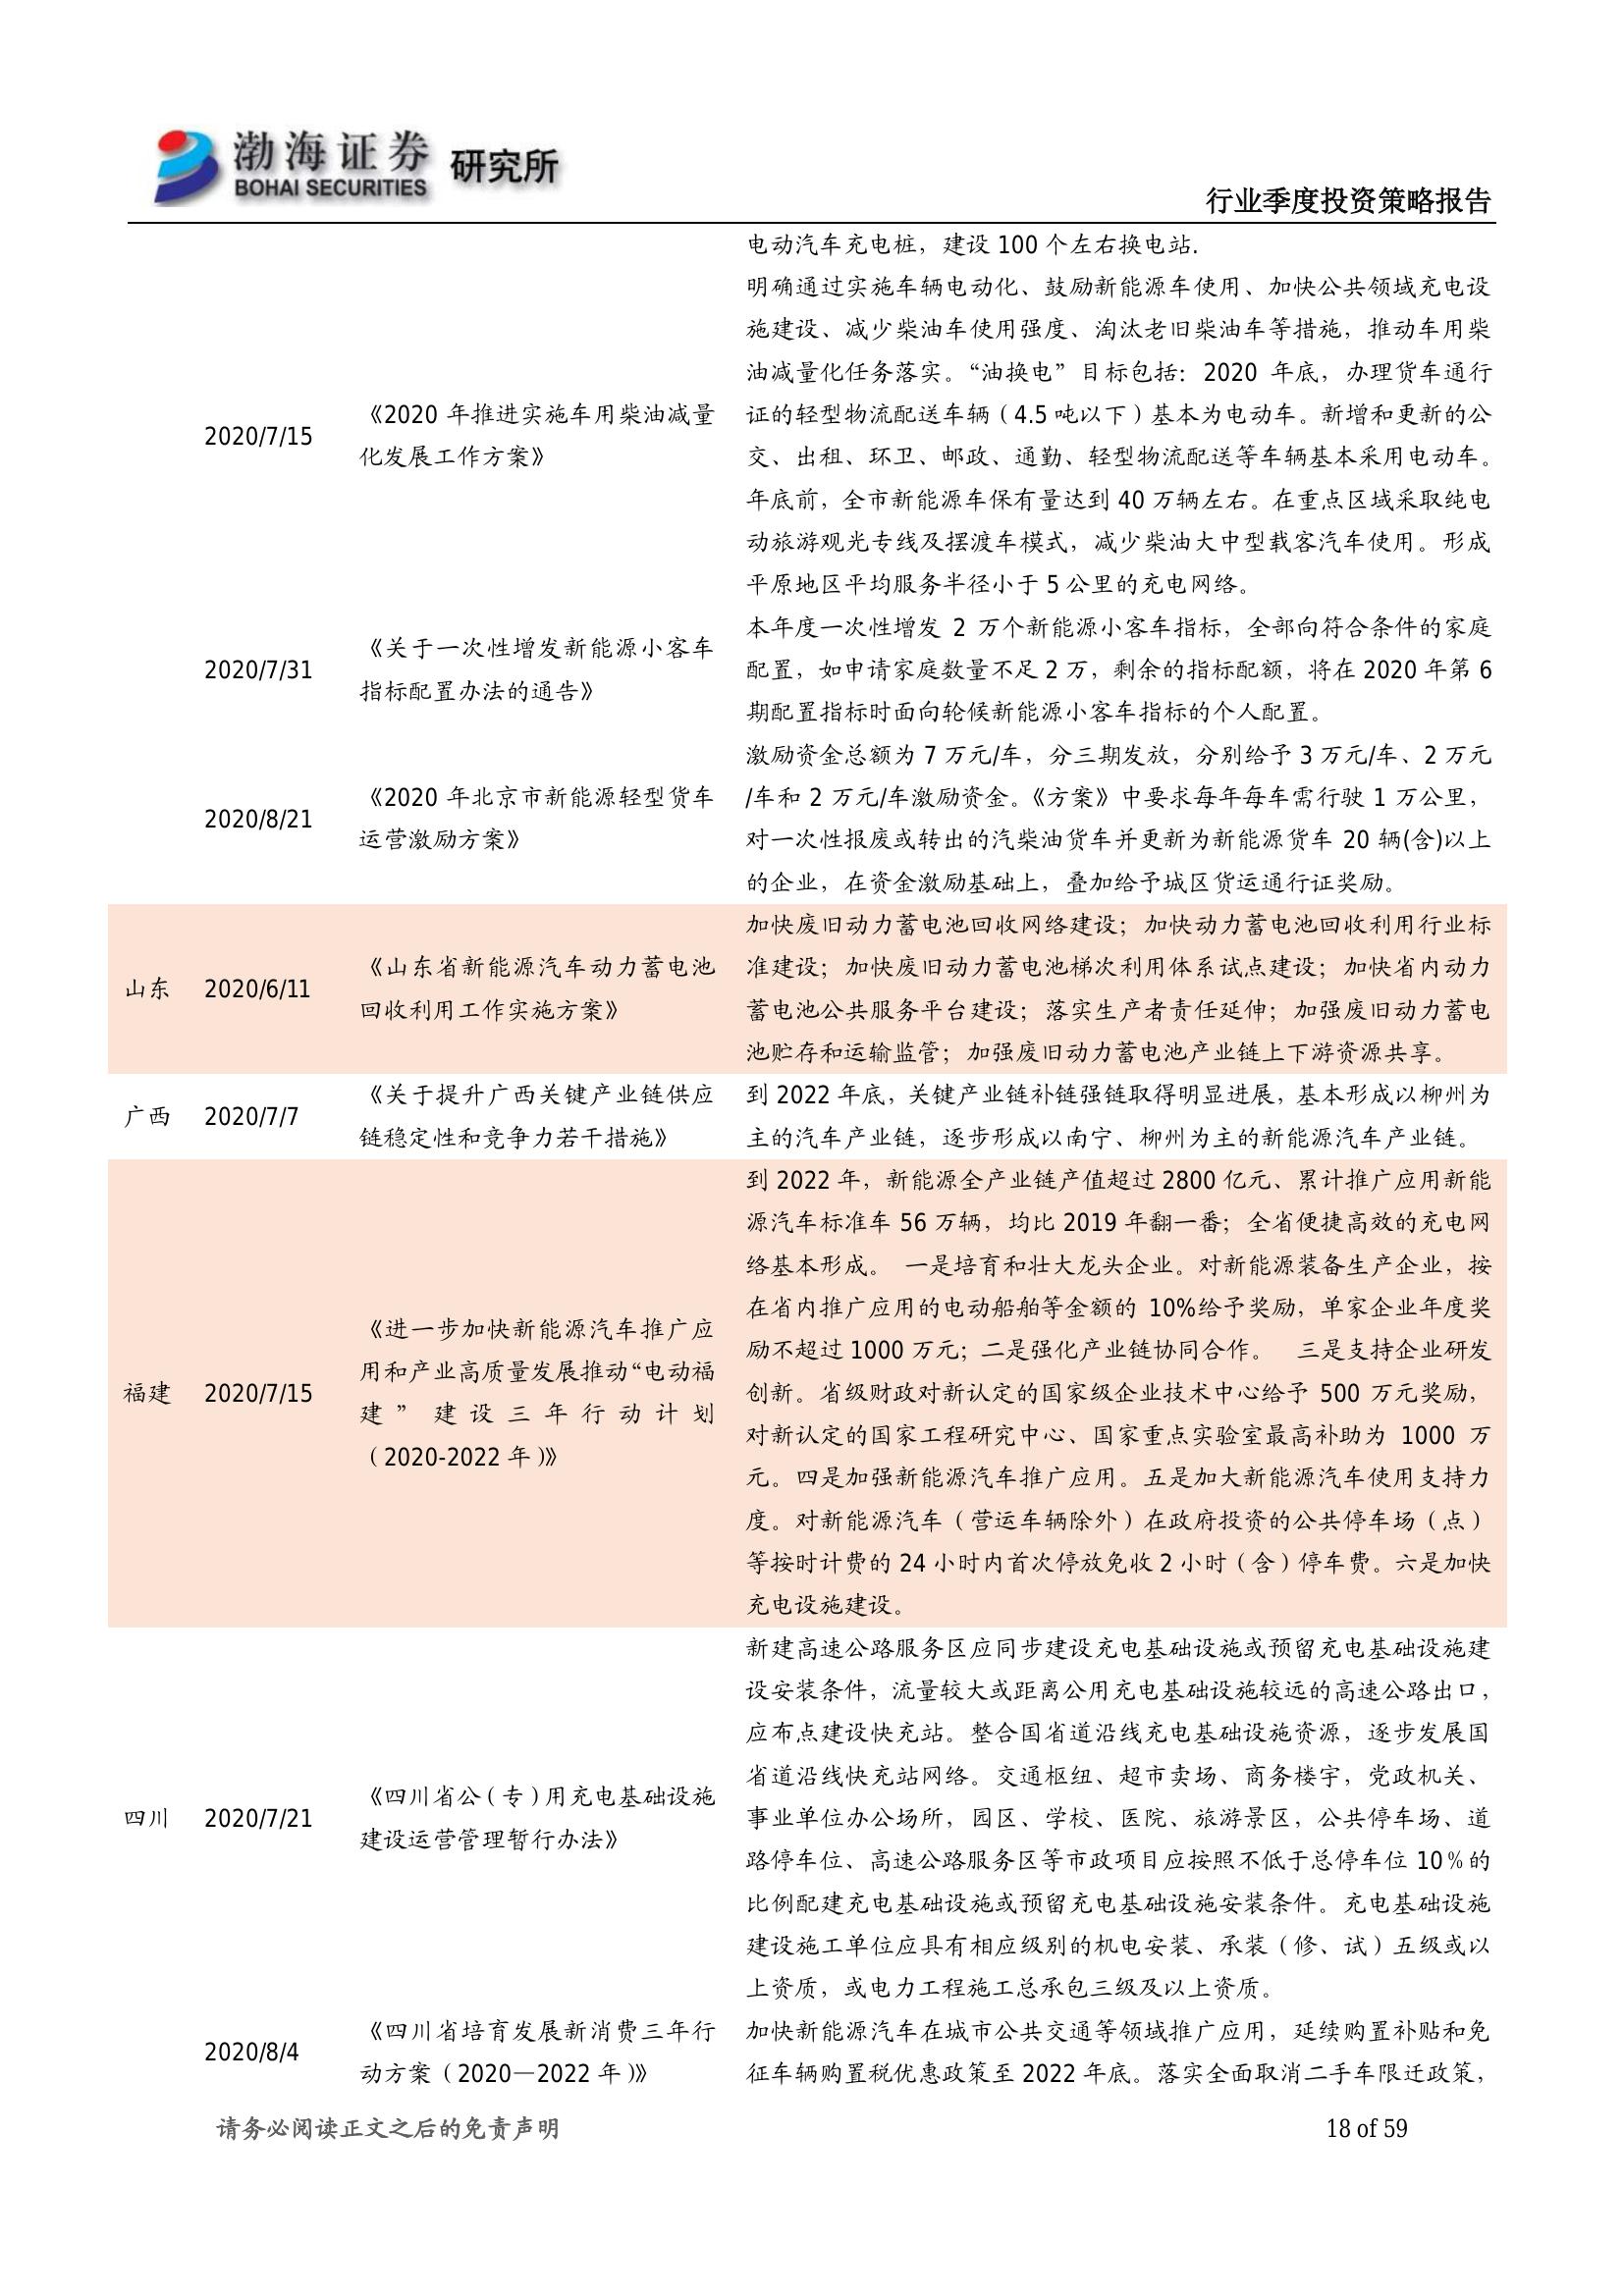 渤海证券 研究所
BOHAI SECURITIES
行业季度投资策略报告
电动汽车充电桩，建设 100 个左右换电站.
2020/7/15
《2020 年推进实施车用柴油减量
化发展工作方案》
明确通过实施车辆电动化、鼓励新能源车使用、加快公共领域充电设
施建设、减少柴油车使用强度、淘汰老旧柴油车等措施，推动车用柴
油减量化任务落实。“油换电”目标包括：2020 年底，办理货车通行
证的轻型物流配送车辆（4.5 吨以下）基本为电动车。新增和更新的公
交、出租、环卫、邮政、通勤、轻型物流配送等车辆基本采用电动车。
年底前，全市新能源车保有量达到 40 万辆左右。在重点区域采取纯电
动旅游观光专线及摆渡车模式，减少柴油大中型载客汽车使用。形成
平原地区平均服务半径小于 5 公里的充电网络。
2020/7/31
《关于一次性增发新能源小客车
指标配置办法的通告》
本年度一次性增发 2 万个新能源小客车指标，全部向符合条件的家庭
配置，如申请家庭数量不足 2 万，剩余的指标配额，将在 2020 年第 6
期配置指标时面向轮候新能源小客车指标的个人配置。
2020/8/21
《2020 年北京市新能源轻型货车
运营激励方案》
激励资金总额为 7 万元/车，分三期发放，分别给予 3 万元/车、2 万元
/车和 2 万元/车激励资金。《方案》中要求每年每车需行驶 1 万公里，
对一次性报废或转出的汽柴油货车并更新为新能源货车 20 辆(含)以上
的企业，在资金激励基础上，叠加给予城区货运通行证奖励。
山东 2020/6/11
《山东省新能源汽车动力蓄电池
回收利用工作实施方案》
加快废旧动力蓄电池回收网络建设；加快动力蓄电池回收利用行业标
准建设；加快废旧动力蓄电池梯次利用体系试点建设；加快省内动力
蓄电池公共服务平台建设；落实生产者责任延伸；加强废旧动力蓄电
池贮存和运输监管；加强废旧动力蓄电池产业链上下游资源共享。
广西 2020/7/7
《关于提升广西关键产业链供应
链稳定性和竞争力若干措施》
到 2022 年底，关键产业链补链强链取得明显进展，基本形成以柳州为
主的汽车产业链，逐步形成以南宁、柳州为主的新能源汽车产业链。
福建 2020/7/15
《进一步加快新能源汽车推广应
用和产业高质量发展推动“电动福
建”建设三年行动计划
（2020-2022 年）》
到 2022 年，新能源全产业链产值超过 2800 亿元、累计推广应用新能
源汽车标准车 56 万辆，均比 2019 年翻一番；全省便捷高效的充电网
络基本形成。 一是培育和壮大龙头企业。对新能源装备生产企业，按
在省内推广应用的电动船舶等金额的 10%给予奖励，单家企业年度奖
励不超过 1000 万元；二是强化产业链协同合作。 三是支持企业研发
创新。省级财政对新认定的国家级企业技术中心给予 500 万元奖励，
对新认定的国家工程研究中心、国家重点实验室最高补助为 1000 万
元。四是加强新能源汽车推广应用。五是加大新能源汽车使用支持力
度。对新能源汽车（营运车辆除外）在政府投资的公共停车场（点）
等按时计费的 24 小时内首次停放免收 2 小时（含）停车费。六是加快
充电设施建设。
四川 2020/7/21
《四川省公（专）用充电基础设施
建设运营管理暂行办法》
新建高速公路服务区应同步建设充电基础设施或预留充电基础设施建
设安装条件，流量较大或距离公用充电基础设施较远的高速公路出口，
应布点建设快充站。整合国省道沿线充电基础设施资源，逐步发展国
省道沿线快充站网络。交通枢纽、超市卖场、商务楼宇，党政机关、
事业单位办公场所，园区、学校、医院、旅游景区，公共停车场、道
路停车位、高速公路服务区等市政项目应按照不低于总停车位 10％的
比例配建充电基础设施或预留充电基础设施安装条件。充电基础设施
建设施工单位应具有相应级别的机电安装、承装（修、试）五级或以
上资质，或电力工程施工总承包三级及以上资质。
2020/8/4
《四川省培育发展新消费三年行
动方案（2020—2022 年）》
加快新能源汽车在城市公共交通等领域推广应用，延续购置补贴和免
征车辆购置税优惠政策至 2022 年底。落实全面取消二手车限迁政策，
请务必阅读正文之后的免责声明
18 of 59